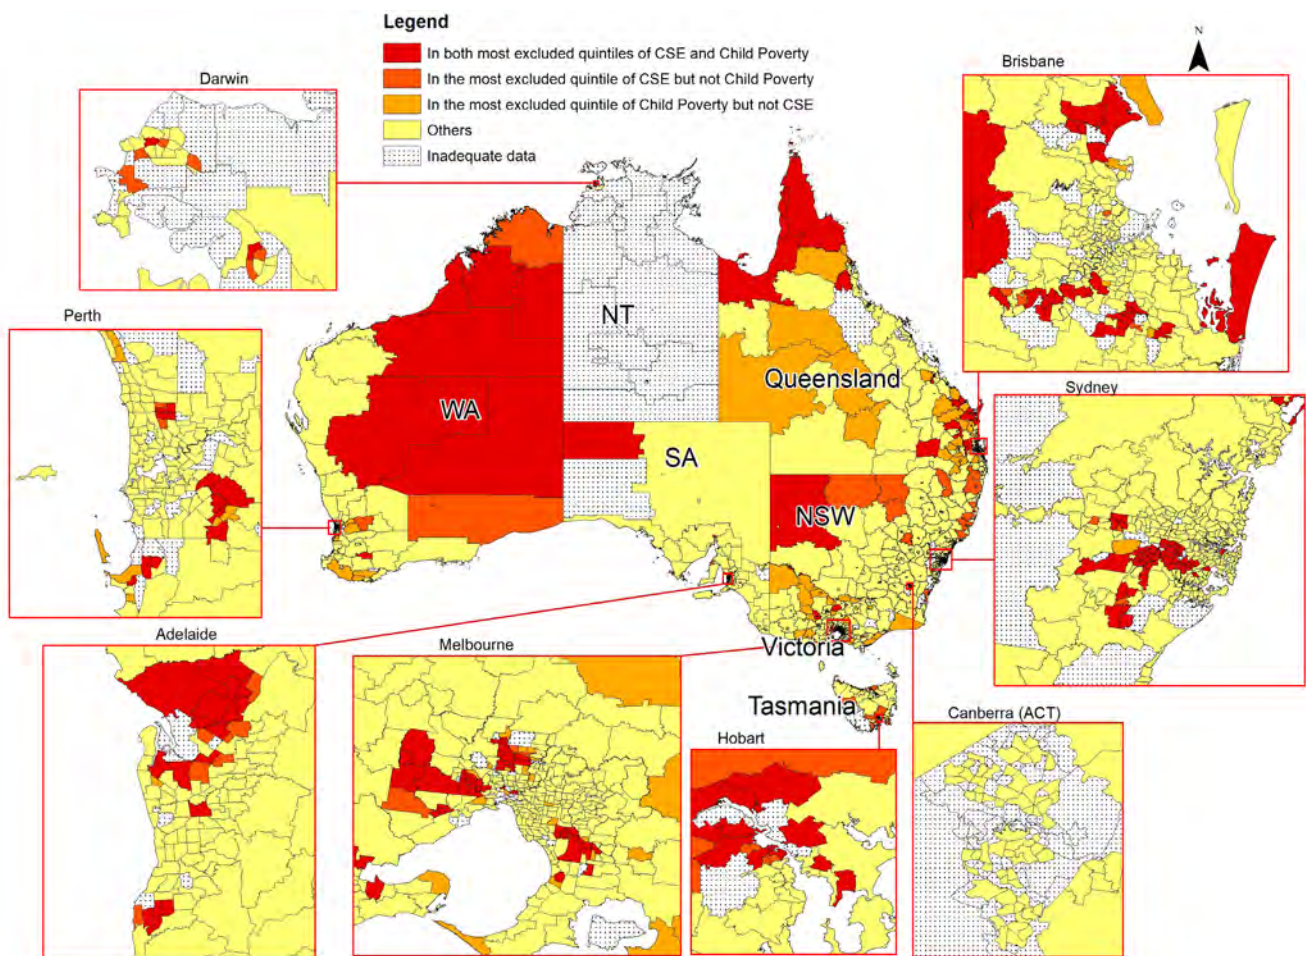 Legend
In both most excluded quintiles of CSE and Child Poverty
In the most excluded quintile of CSE but not Child Poverty
In the most excluded quintile of Child Poverty but not CSE
Others
Inadequate data
N
Darwin
Brisbane
Perth
NT
Queensland
WA
SA
NSW
Sydney
Adelaide
Melbourne
Victoria
Tasmania
Hobart
Canberra (ACT)